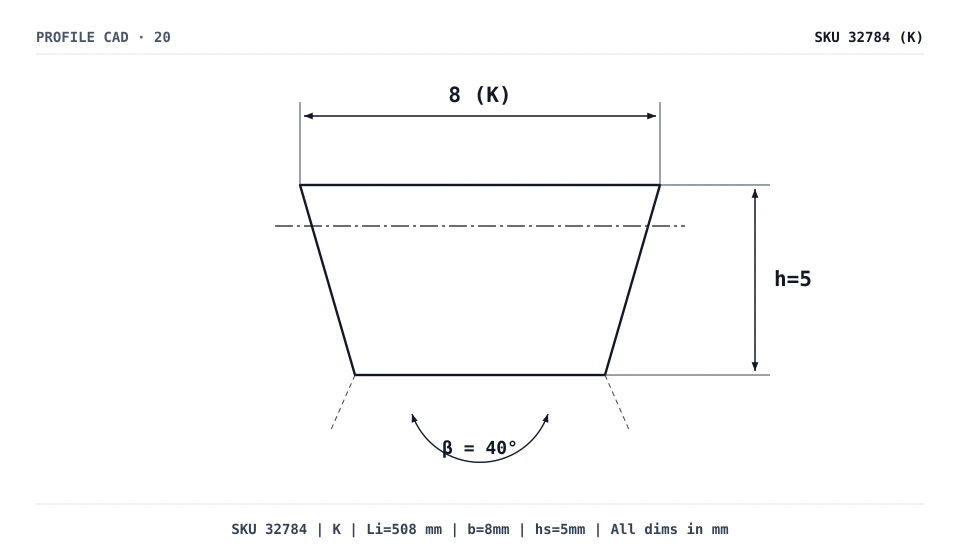 PROFILE CAD · 20
SKU 32784 (K)
8 (K)
h=5
β = 40°
SKU 32784 | K | Li=508 mm | b=8mm | hs=5mm | All dims in mm